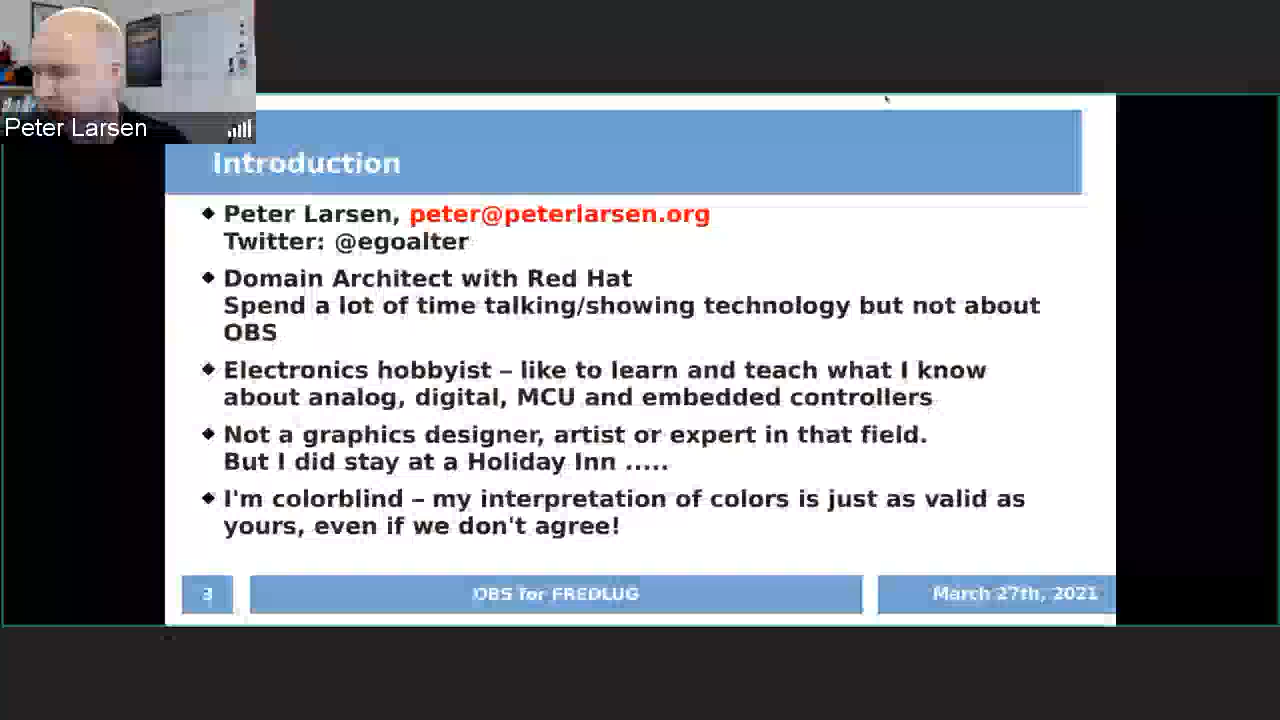 Peter Larsen
Introduction
◆ Peter Larsen, peter@peterlarsen.org
Twitter: @egoalter
◆ Domain Architect with Red Hat
Spend a lot of time talking/showing technology but not about
OBS
◆ Electronics hobbyist – like to learn and teach what I know
about analog, digital, MCU and embedded controllers
◆ Not a graphics designer, artist or expert in that field.
But I did stay at a Holiday Inn .....
◆ I'm colorblind – my interpretation of colors is just as valid as
yours, even if we don't agree!
3
OBS for FREDLUG
March 27th, 2021